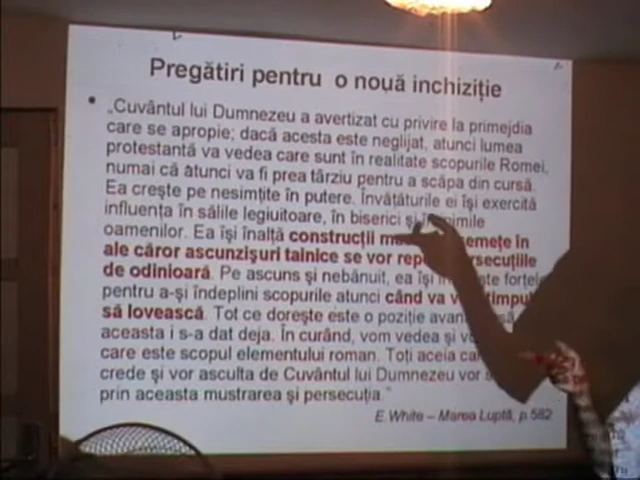 Pregătiri pentru o nouă inchiziție
• „Cuvântul lui Dumnezeu a avertizat cu privire la primejdia
care se apropie; dacă acesta este neglijat, atunci lumea
protestantă va vedea care sunt în realitate scopurile Romei,
numai că atunci va fi prea târziu pentru a scăpa din cursă.
Ea crește pe nesimțite în putere. Învățăturile ei își exercită
influența în sălile legiuitoare, în biserici și
oamenilor. Ea își înalță construcții în
ale căror ascunzișuri tainice se vor
de odinioară. Pe ascuns și nebănuit, ea își
pentru a-și îndeplini scopurile atunci când va
să lovească. Tot ce dorește este o poziție
aceasta i s-a dat deja. În curând, vom vedea și
care este scopul elementului roman. Toți aceia
crede și vor asculta de Cuvântul lui Dumnezeu vor
prin aceasta mustrarea și persecuția.“
E. White – Marea Luptă, p.582